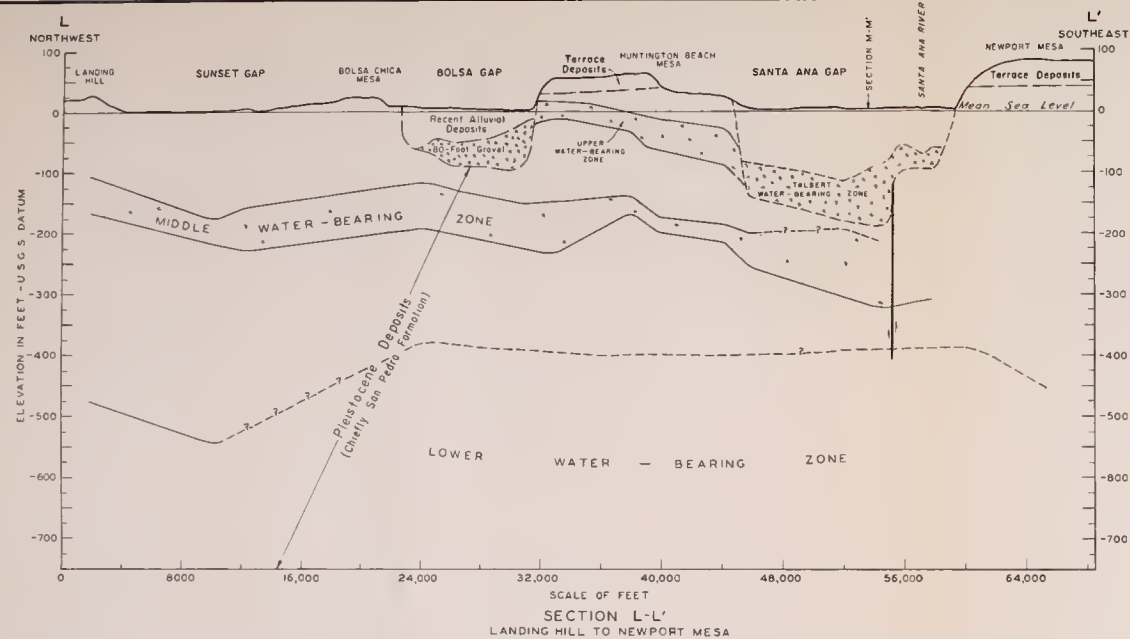 L
NORTHWEST
L'
SOUTHEAST
SECTION M-M'
SANTA ANA RIVER
LANDING HILL
SUNSET GAP
BOLSA CHICA MESA
BOLSA GAP
Terrace Deposits
HUNTINGTON BEACH MESA
SANTA ANA GAP
NEWPORT MESA
Terrace Deposits
Mean Sea Level
Recent Alluvial Deposits
80-Foot Gravel
UPPER WATER-BEARING ZONE
TALBERT WATER-BEARING ZONE
MIDDLE WATER-BEARING ZONE
? ?
Pleistocene Deposits
(Chiefly San Pedro Formation)
? ? ? ? ?
LOWER WATER — BEARING ZONE
ELEVATION IN FEET - U S G S DATUM
100
50
0
-100
-200
-300
-400
-500
-600
-700
100
50
0
-100
-200
-300
-400
-500
-600
-700
0 8000 16,000 24,000 32,000 40,000 48,000 56,000 64,000
SCALE OF FEET
SECTION L-L'
LANDING HILL TO NEWPORT MESA